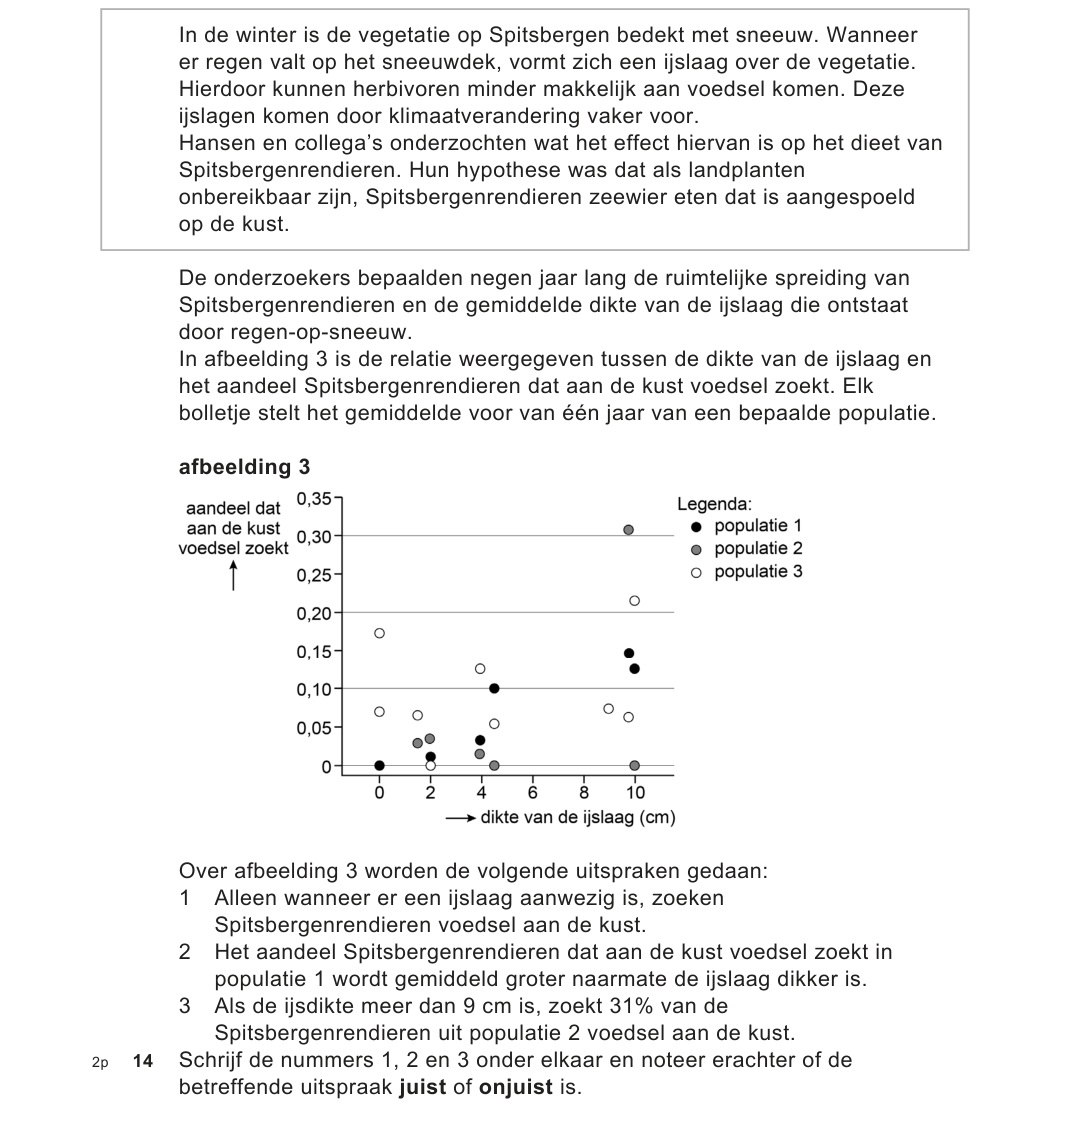 In de winter is de vegetatie op Spitsbergen bedekt met sneeuw. Wanneer
er regen valt op het sneeuwdek, vormt zich een ijslaag over de vegetatie.
Hierdoor kunnen herbivoren minder makkelijk aan voedsel komen. Deze
ijslagen komen door klimaatverandering vaker voor.
Hansen en collega's onderzochten wat het effect hiervan is op het dieet van
Spitsbergenrendieren. Hun hypothese was dat als landplanten
onbereikbaar zijn, Spitsbergenrendieren zeewier eten dat is aangespoeld
op de kust.
De onderzoekers bepaalden negen jaar lang de ruimtelijke spreiding van
Spitsbergenrendieren en de gemiddelde dikte van de ijslaag die ontstaat
door regen-op-sneeuw.
In afbeelding 3 is de relatie weergegeven tussen de dikte van de ijslaag en
het aandeel Spitsbergenrendieren dat aan de kust voedsel zoekt. Elk
bolletje stelt het gemiddelde voor van één jaar van een bepaalde populatie.
afbeelding 3
aandeel dat
aan de kust
voedsel zoekt
0,35
0,30
0,25
0,20
0,15
0,10
0,05
0
0 2 4 6 8 10
dikte van de ijslaag (cm)
Legenda:
populatie 1
populatie 2
populatie 3
Over afbeelding 3 worden de volgende uitspraken gedaan:
1 Alleen wanneer er een ijslaag aanwezig is, zoeken
Spitsbergenrendieren voedsel aan de kust.
2 Het aandeel Spitsbergenrendieren dat aan de kust voedsel zoekt in
populatie 1 wordt gemiddeld groter naarmate de ijslaag dikker is.
3 Als de ijsdikte meer dan 9 cm is, zoekt 31% van de
Spitsbergenrendieren uit populatie 2 voedsel aan de kust.
2p 14 Schrijf de nummers 1, 2 en 3 onder elkaar en noteer erachter of de
betreffende uitspraak juist of onjuist is.